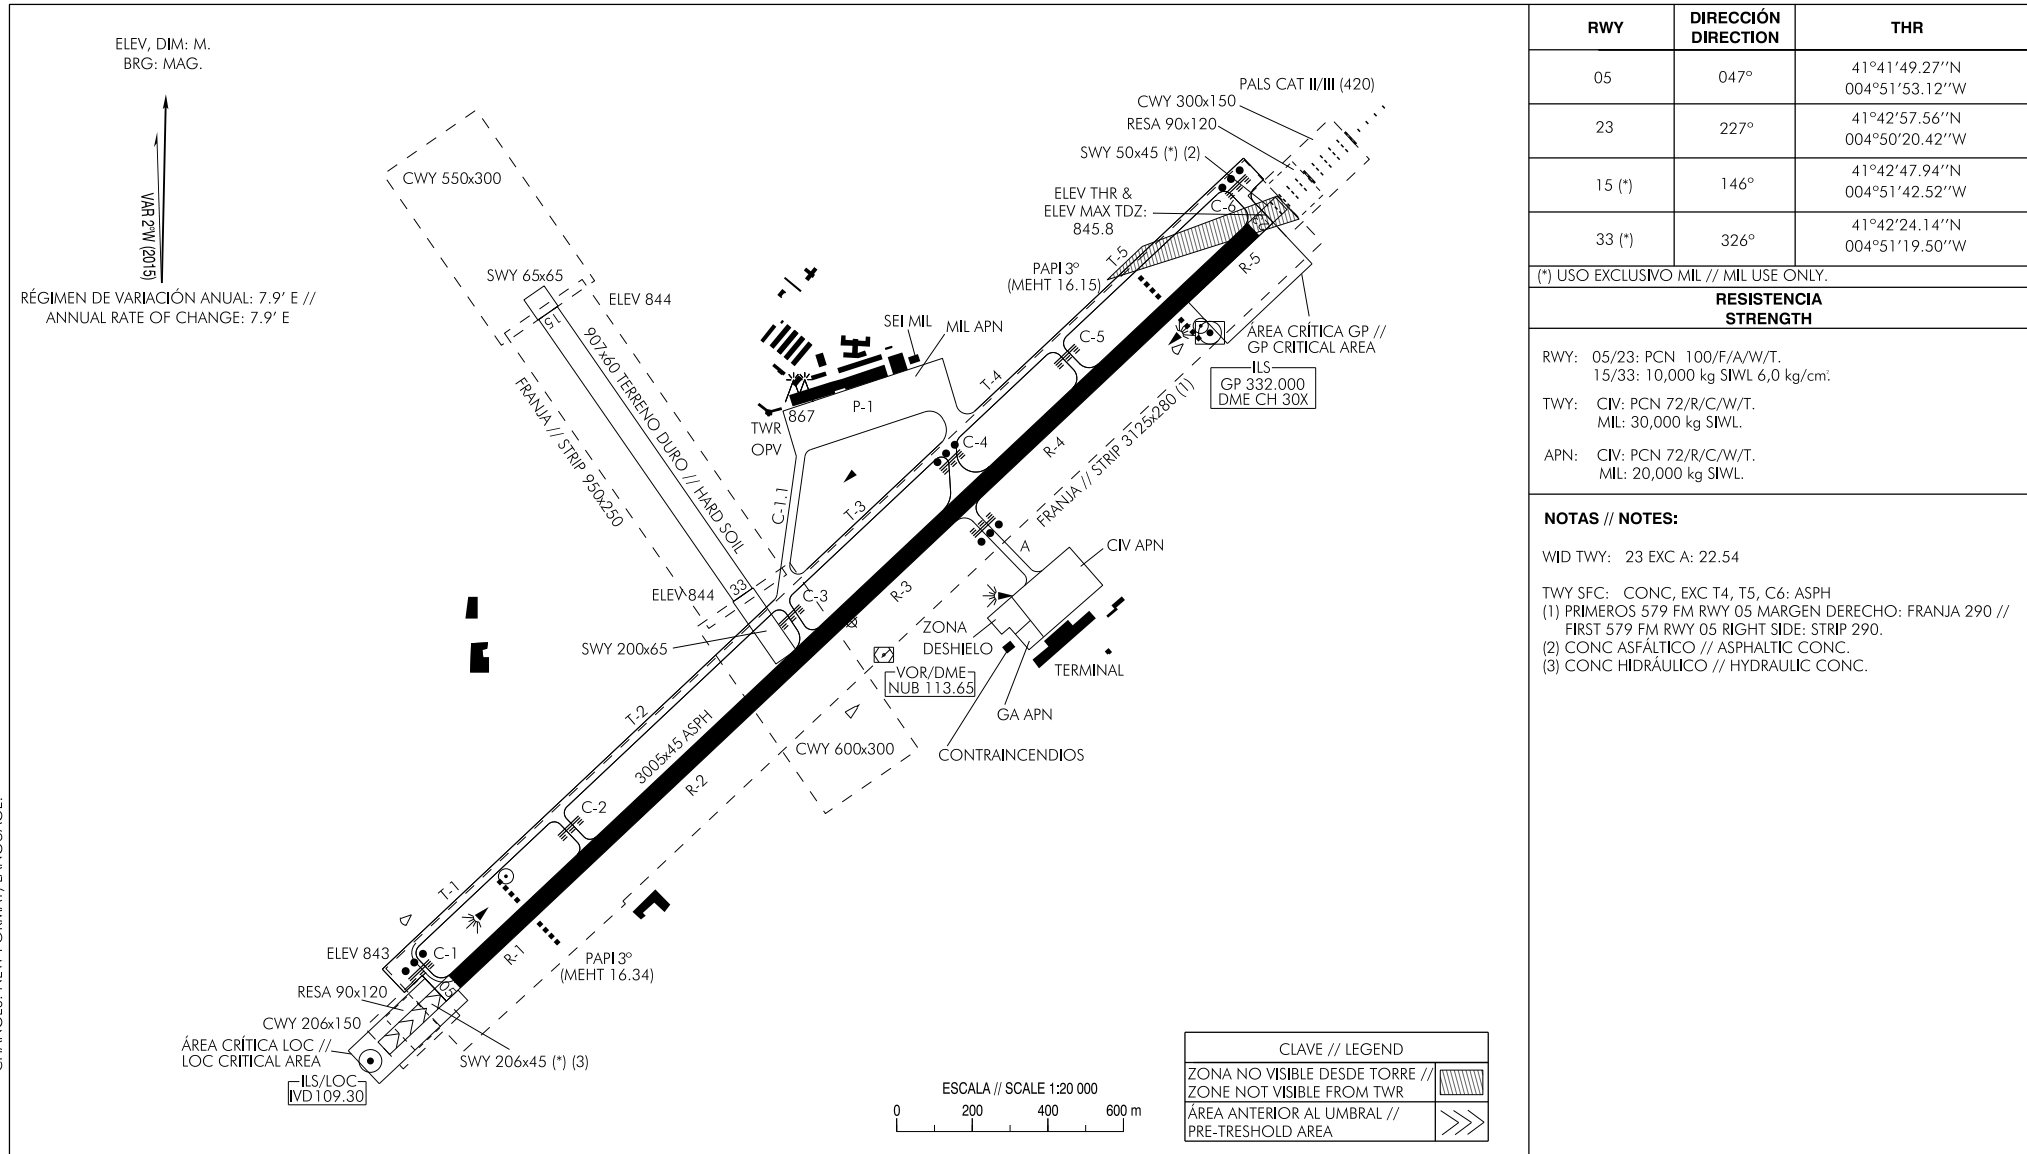 ELEV, DIM: M.
BRG: MAG.
VAR 2°W (2015)
RÉGIMEN DE VARIACIÓN ANUAL: 7.9' E //
ANNUAL RATE OF CHANGE: 7.9' E
CWY 550x300
SWY 65x65
ELEV 844
15
907x60 TERRENO DURO // HARD SOIL
FRANJA // STRIP 950x250
33
ELEV 844
SWY 200x65
SEI MIL
MIL APN
P-1
867
TWR
OPV
C-1.1
PALS CAT II/III (420)
CWY 300x150
RESA 90x120
SWY 50x45 (*) (2)
ELEV THR &
ELEV MAX TDZ:
845.8
C-6
T-5
R-5
PAPI 3°
(MEHT 16.15)
C-5
ÁREA CRÍTICA GP //
GP CRITICAL AREA
ILS
GP 332.000
DME CH 30X
T-4
C-4
R-4
FRANJA // STRIP 3125x280 (1)
T-3
A
CIV APN
C-3
R-3
ZONA
DESHIELO
VOR/DME
NUB 113.65
TERMINAL
GA APN
CONTRAINCENDIOS
CWY 600x300
T-2
3005x45 ASPH
R-2
C-2
T-1
ELEV 843
C-1
R-1
PAPI 3°
(MEHT 16.34)
05
RESA 90x120
CWY 206x150
ÁREA CRÍTICA LOC //
LOC CRITICAL AREA
SWY 206x45 (*) (3)
ILS/LOC
IVD 109.30
ESCALA // SCALE 1:20 000
0 200 400 600 m
CLAVE // LEGEND
ZONA NO VISIBLE DESDE TORRE //
ZONE NOT VISIBLE FROM TWR
ÁREA ANTERIOR AL UMBRAL //
PRE-TRESHOLD AREA
RWY DIRECCIÓN THR
DIRECTION
05 047° 41°41'49.27''N
004°51'53.12''W
23 227° 41°42'57.56''N
004°50'20.42''W
15 (*) 146° 41°42'47.94''N
004°51'42.52''W
33 (*) 326° 41°42'24.14''N
004°51'19.50''W
(*) USO EXCLUSIVO MIL // MIL USE ONLY.
RESISTENCIA
STRENGTH
RWY: 05/23: PCN 100/F/A/W/T.
15/33: 10,000 kg SIWL 6,0 kg/cm².
TWY: CIV: PCN 72/R/C/W/T.
MIL: 30,000 kg SIWL.
APN: CIV: PCN 72/R/C/W/T.
MIL: 20,000 kg SIWL.
NOTAS // NOTES:
WID TWY: 23 EXC A: 22.54
TWY SFC: CONC, EXC T4, T5, C6: ASPH
(1) PRIMEROS 579 FM RWY 05 MARGEN DERECHO: FRANJA 290 //
FIRST 579 FM RWY 05 RIGHT SIDE: STRIP 290.
(2) CONC ASFÁLTICO // ASPHALTIC CONC.
(3) CONC HIDRÁULICO // HYDRAULIC CONC.